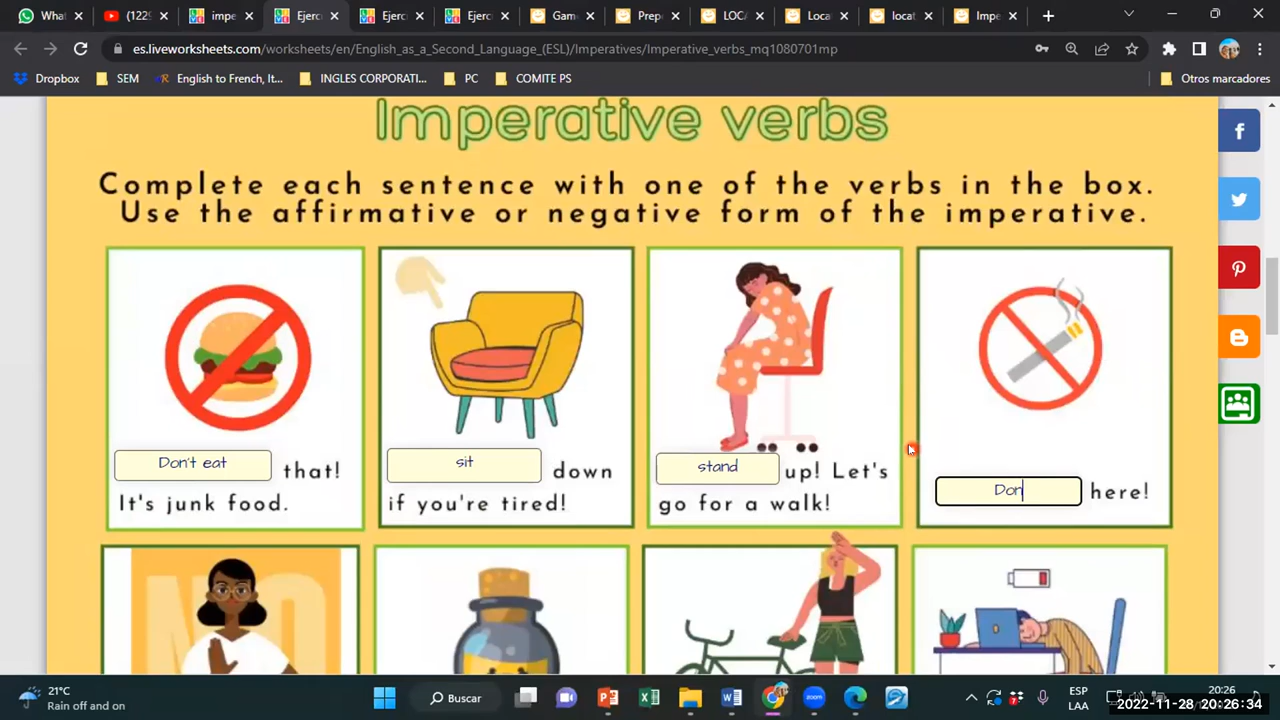 What
(1229
impe
Ejerc
Ejerc
Ejerc
Gam
Prep
LOCA
Loca
locat
Impe
es.liveworksheets.com/worksheets/en/English_as_a_Second_Language_(ESL)/Imperatives/Imperative_verbs_mq1080701mp
Dropbox
SEM
English to French, It...
INGLES CORPORATI...
PC
COMITE PS
Otros marcadores
Imperative verbs
Complete each sentence with one of the verbs in the box.
Use the affirmative or negative form of the imperative.
Don't eat that!
It's junk food.
sit down
if you're tired!
stand up! Let's
go for a walk!
Don here!
NO
21°C
Rain off and on
Buscar
ESP
LAA
20:26
2022-11-28 20:26:34